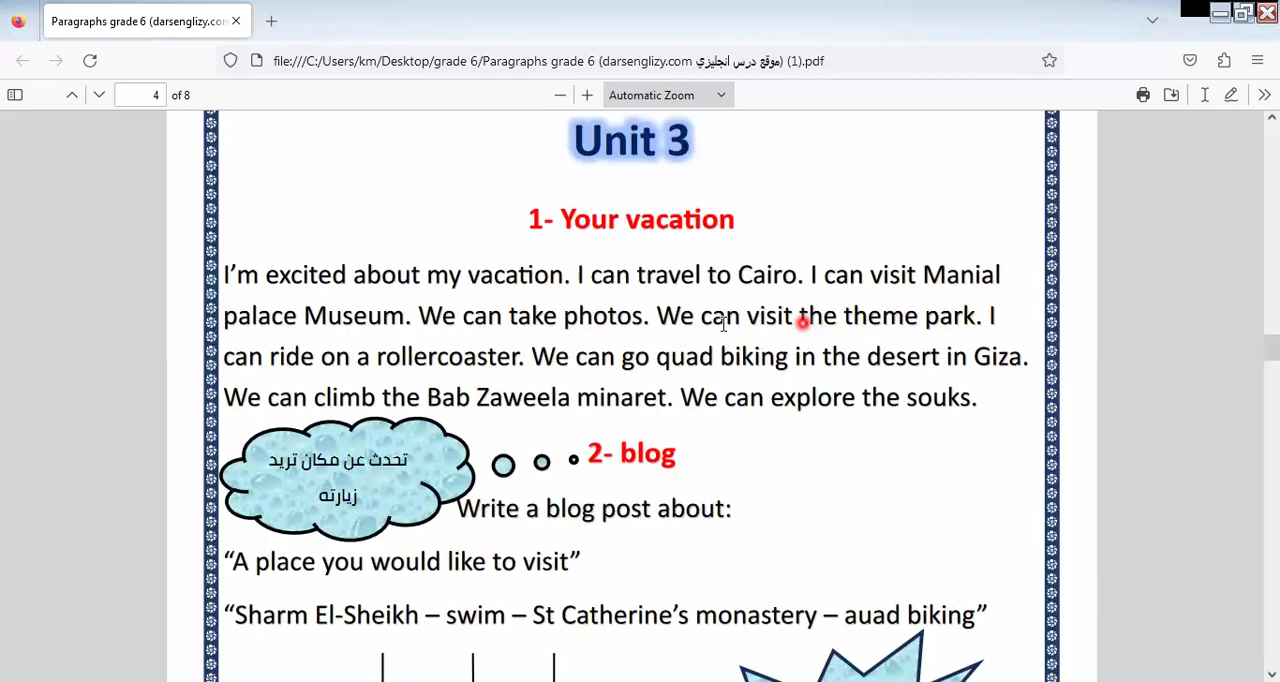 Paragraphs grade 6 (darsenglizy.com
file:///C:/Users/km/Desktop/grade 6/Paragraphs grade 6 (darsenglizy.com موقع درس انجليزي) (1).pdf
4 of 8
Automatic Zoom
Unit 3
1- Your vacation
I'm excited about my vacation. I can travel to Cairo. I can visit Manial
palace Museum. We can take photos. We can visit the theme park. I
can ride on a rollercoaster. We can go quad biking in the desert in Giza.
We can climb the Bab Zaweela minaret. We can explore the souks.
تحدث عن مكان تريد
زيارته
2- blog
Write a blog post about:
“A place you would like to visit”
“Sharm El-Sheikh – swim – St Catherine’s monastery – auad biking”